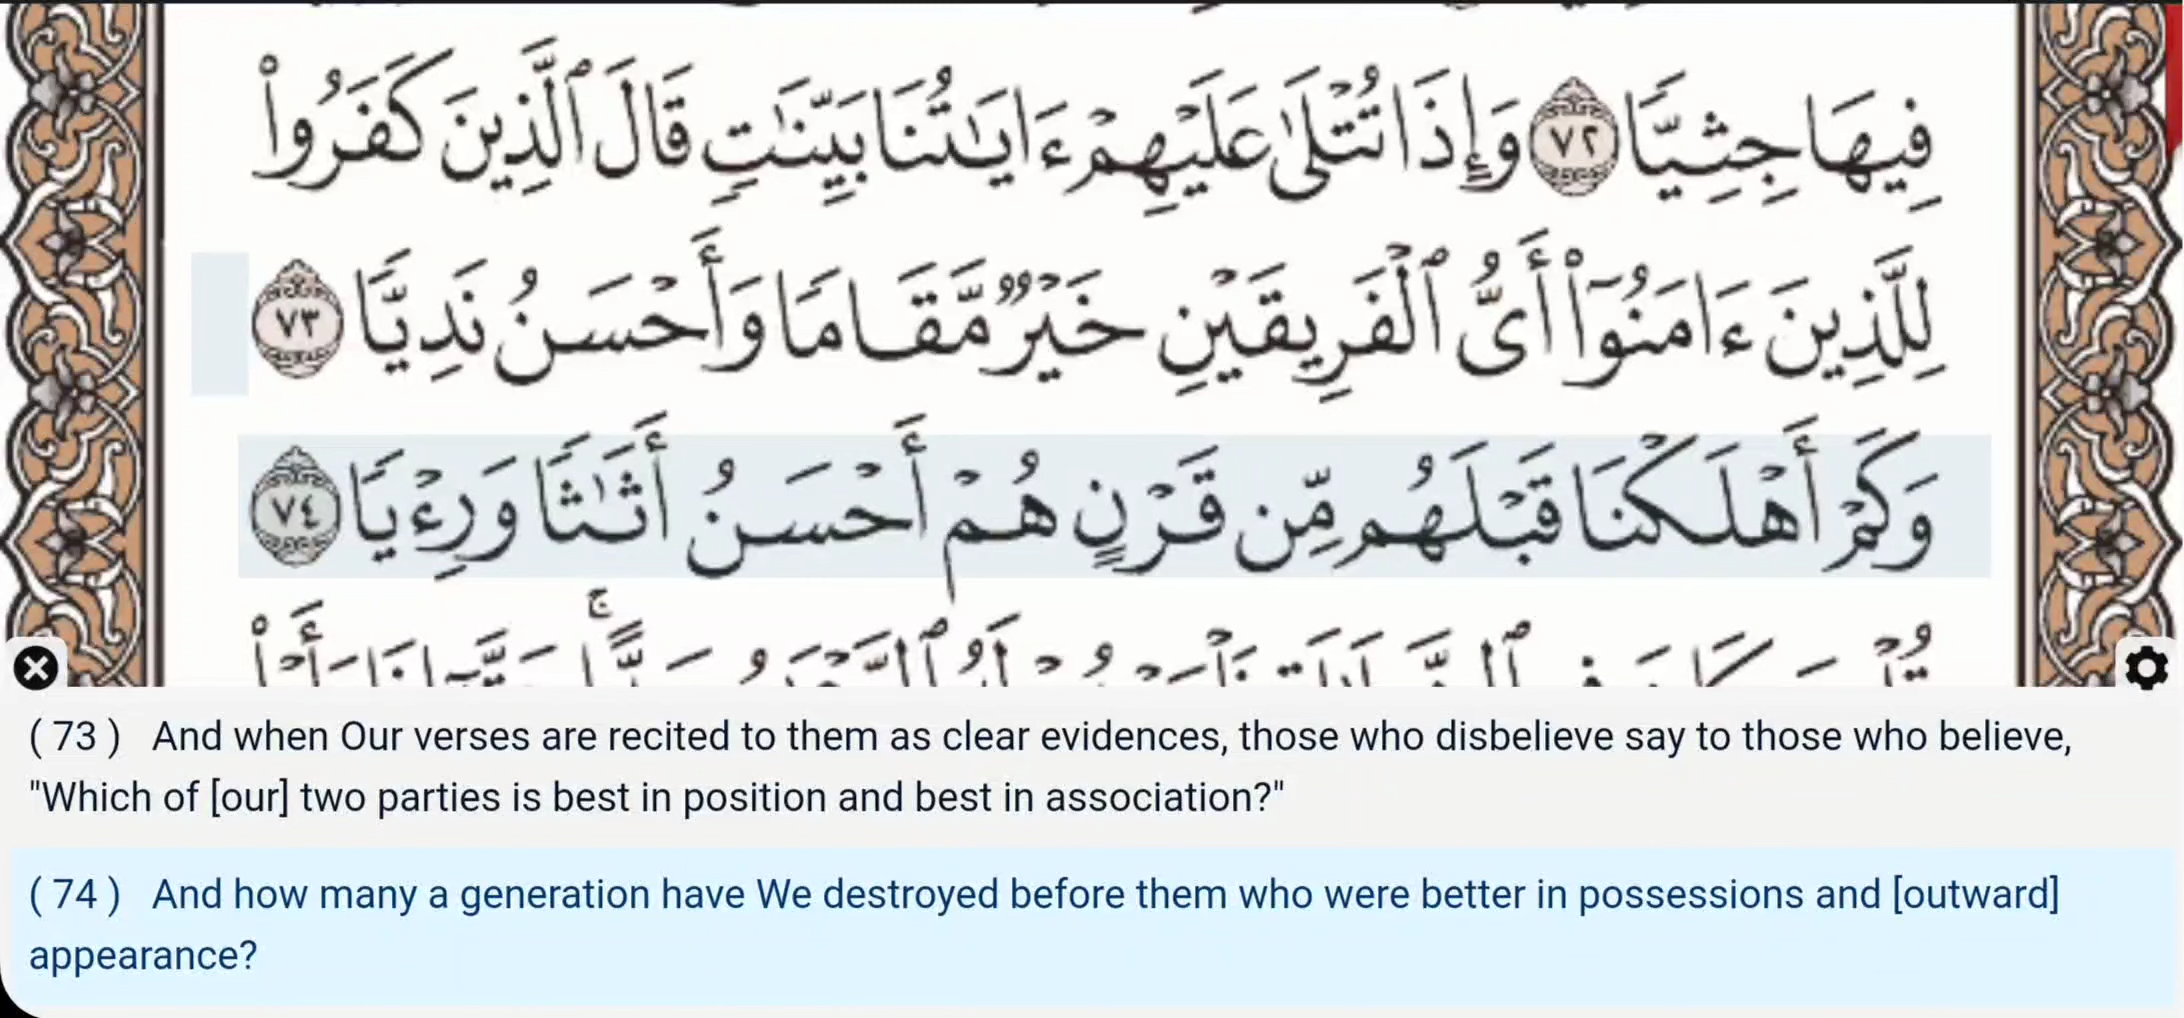 فِيهَا جِثِيًّا ٧٢ وَإِذَا تُتْلَىٰ عَلَيْهِمْ ءَايَٰتُنَا بَيِّنَٰتٍ قَالَ ٱلَّذِينَ كَفَرُوا۟
لِلَّذِينَ ءَامَنُوٓا۟ أَىُّ ٱلْفَرِيقَيْنِ خَيْرٌ مَّقَامًا وَأَحْسَنُ نَدِيًّا ٧٣
وَكَمْ أَهْلَكْنَا قَبْلَهُم مِّن قَرْنٍ هُمْ أَحْسَنُ أَثَٰثًا وَرِءْيًا ٧٤
( 73 ) And when Our verses are recited to them as clear evidences, those who disbelieve say to those who believe,
"Which of [our] two parties is best in position and best in association?"
( 74 ) And how many a generation have We destroyed before them who were better in possessions and [outward]
appearance?